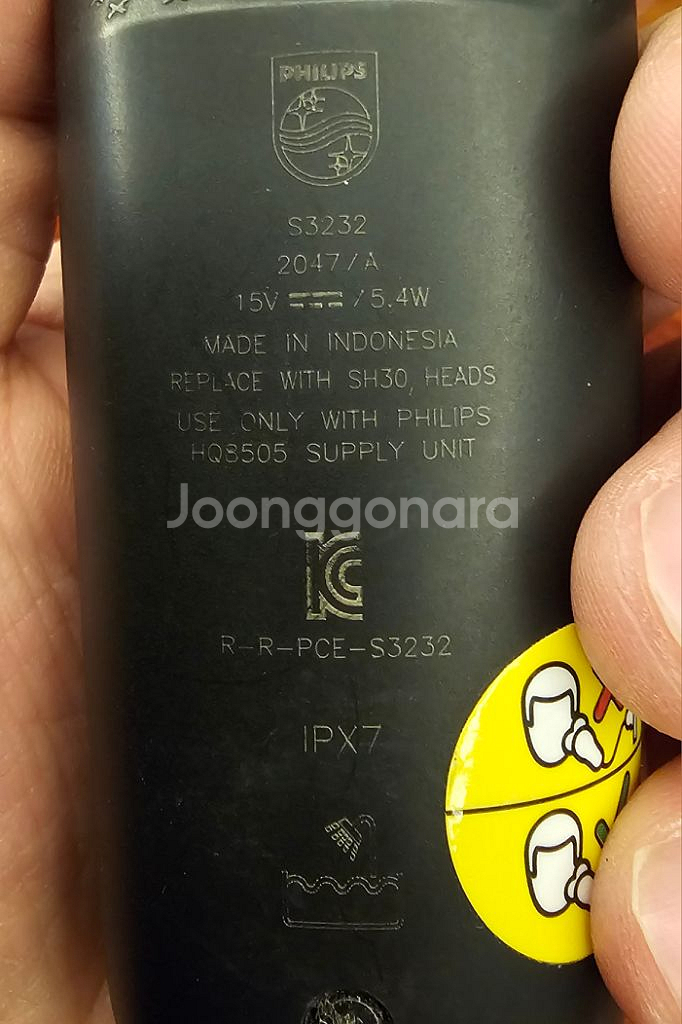 PHILIPS
S3232
2047/A
15V ⎓ /5.4W
MADE IN INDONESIA
REPLACE WITH SH30, HEADS
USE ONLY WITH PHILIPS
HQ8505 SUPPLY UNIT
Joonggonara
KC
R-R-PCE-S3232
IPX7